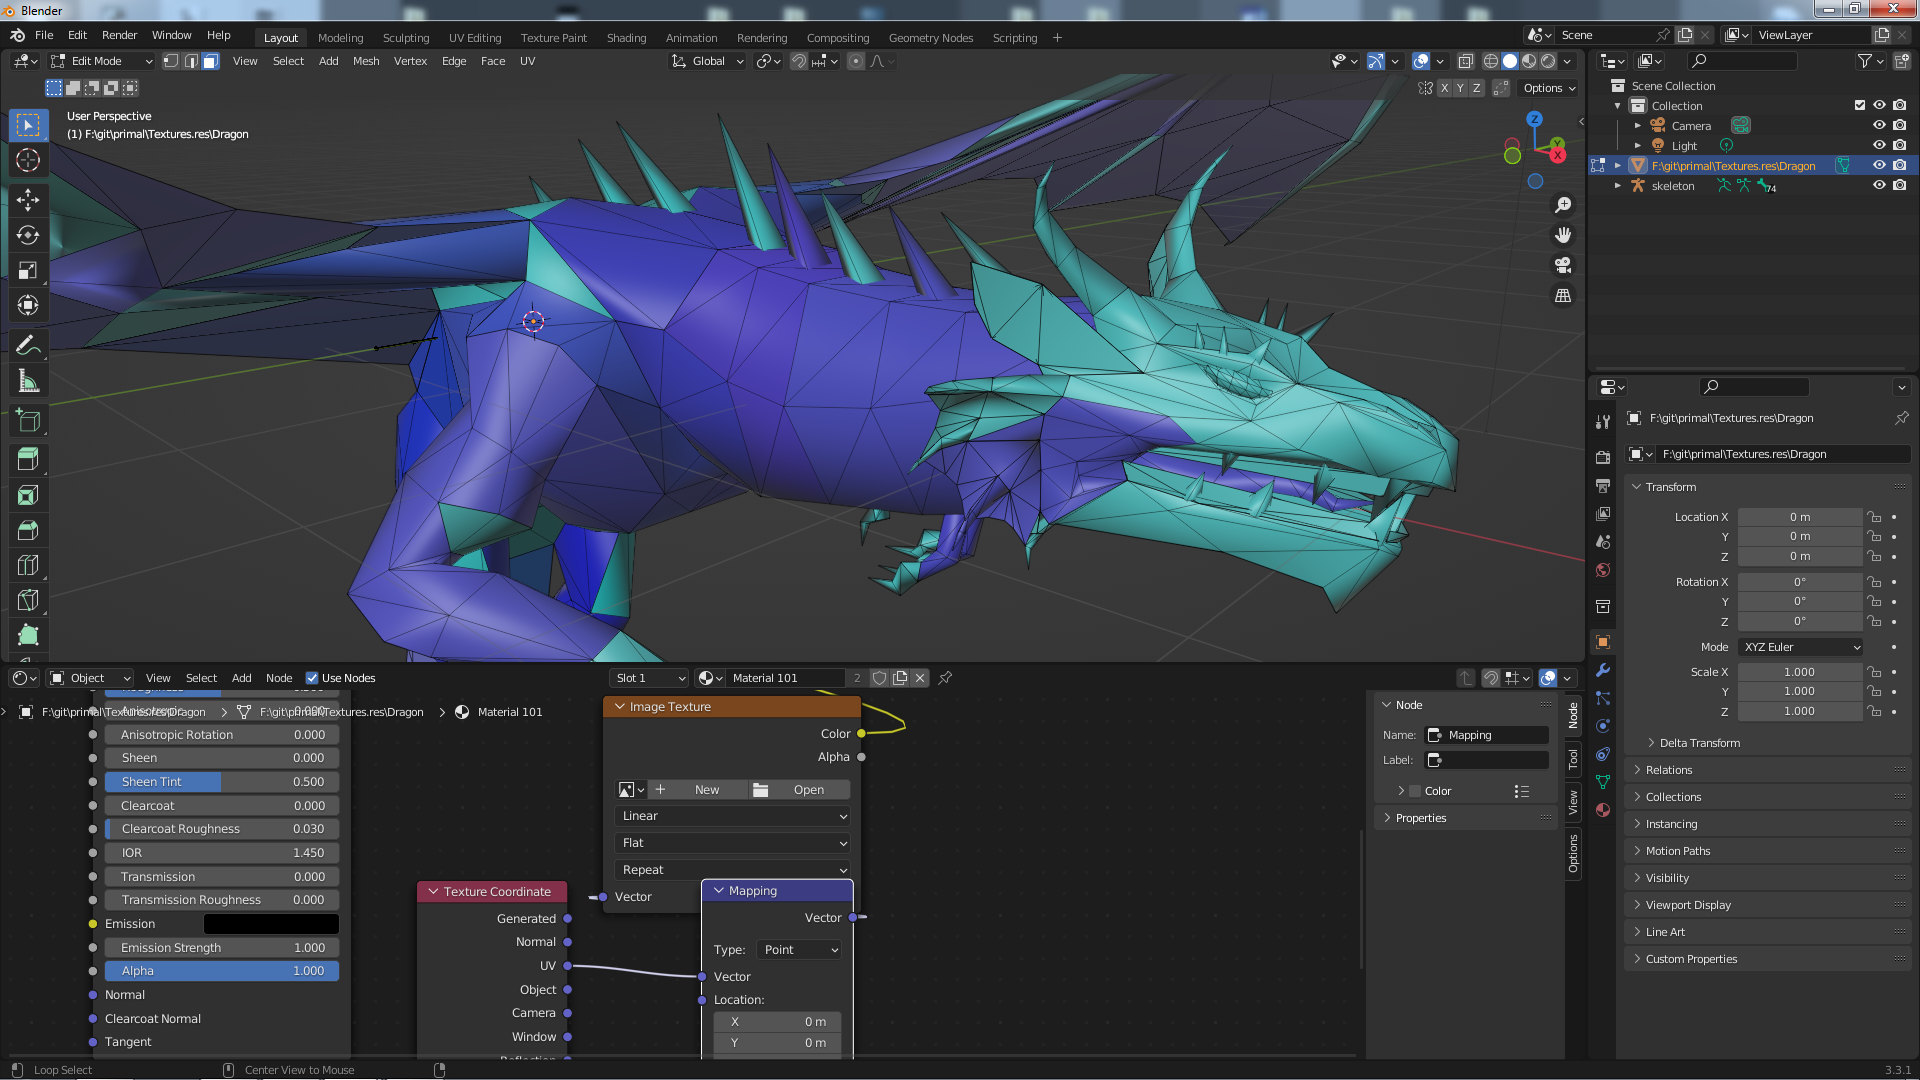 Blender
File Edit Render Window Help
Layout Modeling Sculpting UV Editing Texture Paint Shading Animation Rendering Compositing Geometry Nodes Scripting +
Scene
ViewLayer
Edit Mode
View Select Add Mesh Vertex Edge Face UV
Global
X Y Z
Options
User Perspective
(1) F:\git\primal\Textures.res\Dragon
Z
Y
X
Scene Collection
Collection
Camera
Light
F:\git\primal\Textures.res\Dragon
skeleton
74
F:\git\primal\Textures.res\Dragon
F:\git\primal\Textures.res\Dragon
Transform
Location X 0 m
Y 0 m
Z 0 m
Rotation X 0°
Y 0°
Z 0°
Mode XYZ Euler
Scale X 1.000
Y 1.000
Z 1.000
Delta Transform
Relations
Collections
Instancing
Motion Paths
Visibility
Viewport Display
Line Art
Custom Properties
Object
View Select Add Node Use Nodes
Slot 1
Material 101
2
F:\git\primal\Textures.res\Dragon > F:\git\primal\Textures.res\Dragon > Material 101
Roughness 0.500
Anisotropic 0.000
Anisotropic Rotation 0.000
Sheen 0.000
Sheen Tint 0.500
Clearcoat 0.000
Clearcoat Roughness 0.030
IOR 1.450
Transmission 0.000
Transmission Roughness 0.000
Emission
Emission Strength 1.000
Alpha 1.000
Normal
Clearcoat Normal
Tangent
Texture Coordinate
Generated
Normal
UV
Object
Camera
Window
Reflection
Image Texture
Color
Alpha
New
Open
Linear
Flat
Repeat
Vector
Mapping
Vector
Type: Point
Vector
Location:
X 0 m
Y 0 m
Node
Name: Mapping
Label:
Color
Properties
Node
Tool
View
Options
Loop Select
Center View to Mouse
3.3.1